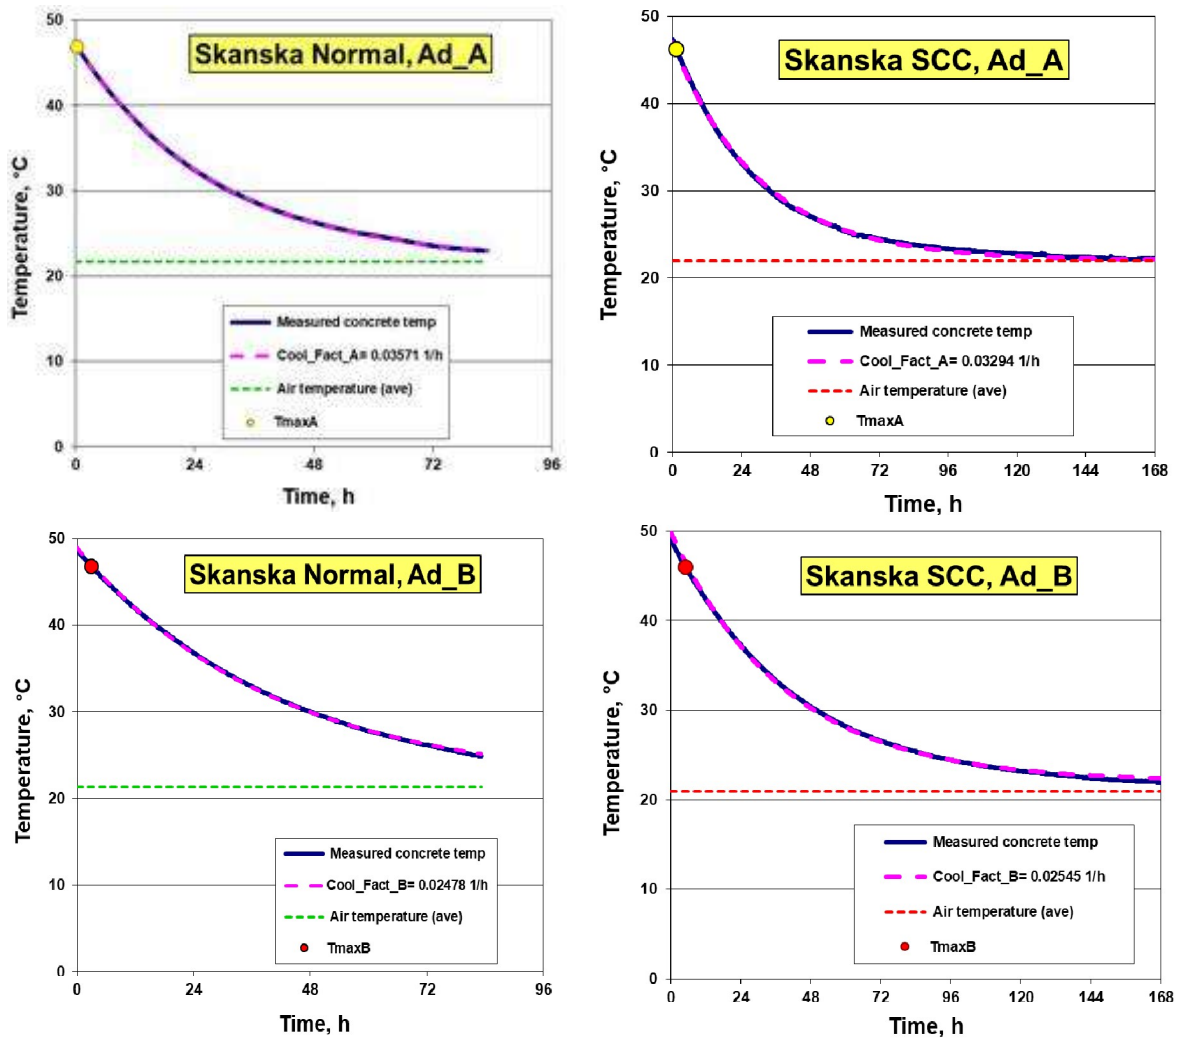 50
40
30
20
10
0
Temperature, °C
Skanska Normal, Ad_A
Measured concrete temp
Cool_Fact_A= 0.03571 1/h
Air temperature (ave)
TmaxA
0 24 48 72 96
Time, h
50
40
30
20
10
0
Temperature, °C
Skanska SCC, Ad_A
Measured concrete temp
Cool_Fact_A= 0.03294 1/h
Air temperature (ave)
TmaxA
0 24 48 72 96 120 144 168
Time, h
50
40
30
20
10
0
Temperature, °C
Skanska Normal, Ad_B
Measured concrete temp
Cool_Fact_B= 0.02478 1/h
Air temperature (ave)
TmaxB
0 24 48 72 96
Time, h
50
40
30
20
10
0
Temperature, °C
Skanska SCC, Ad_B
Measured concrete temp
Cool_Fact_B= 0.02545 1/h
Air temperature (ave)
TmaxB
0 24 48 72 96 120 144 168
Time, h